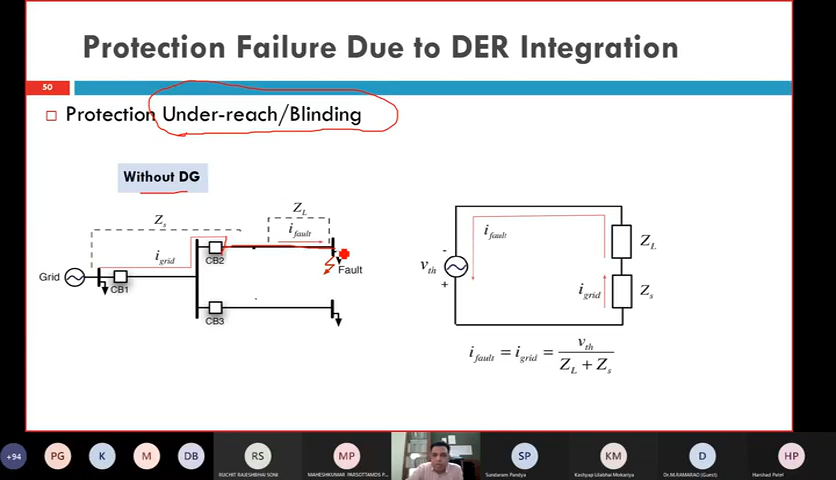 Protection Failure Due to DER Integration
50
Protection Under-reach/Blinding
Without DG
Z_s
Z_L
i_fault
i_grid
CB2
Grid
CB1
Fault
CB3
i_fault
Z_L
v_th
-
+
i_grid
Z_s
i_fault = i_grid = v_th / Z_L + Z_s
+94
PG
K
M
DB
RS
MP
SP
KM
D
HP
RUCHIT RAJESHBHAI SONI
MAHESHKUMAR PARSOTTAMDS P...
Sundaram Pandya
Kashyap Lilabhai Mokariya
Dr.M.RAMARAO (Guest)
Harshad Patel